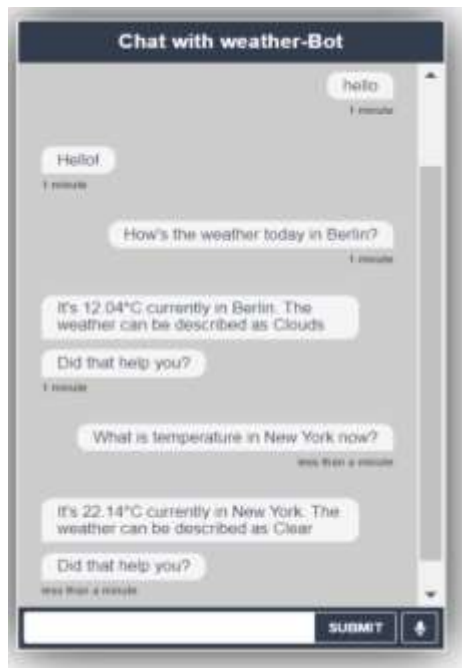 Chat with weather-Bot
hello
1 minute
Hello!
1 minute
How's the weather today in Berlin?
1 minute
It's 12.04°C currently in Berlin. The
weather can be described as Clouds
Did that help you?
1 minute
What is temperature in New York now?
less than a minute
It's 22.14°C currently in New York. The
weather can be described as Clear
Did that help you?
less than a minute
SUBMIT